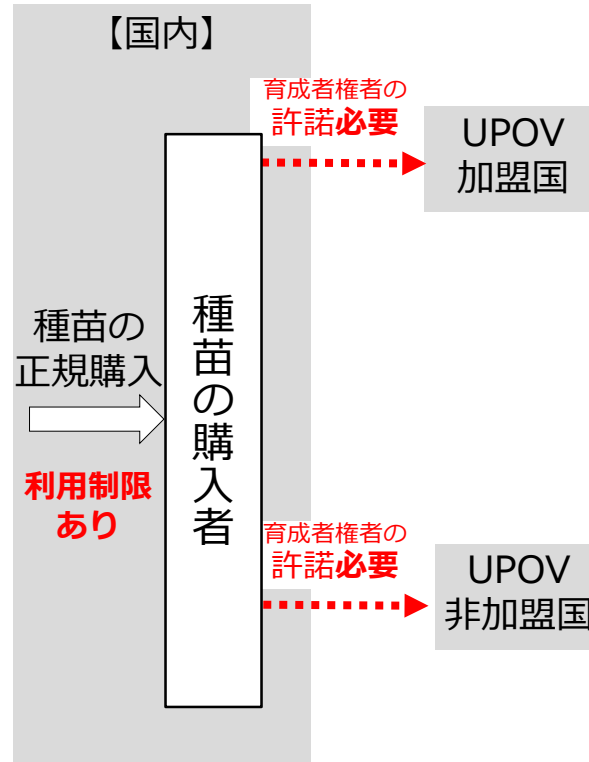 【国内】
育成者権者の
許諾必要
UPOV
加盟国
種苗の
正規購入
利用制限
あり
種苗の購入者
育成者権者の
許諾必要
UPOV
非加盟国